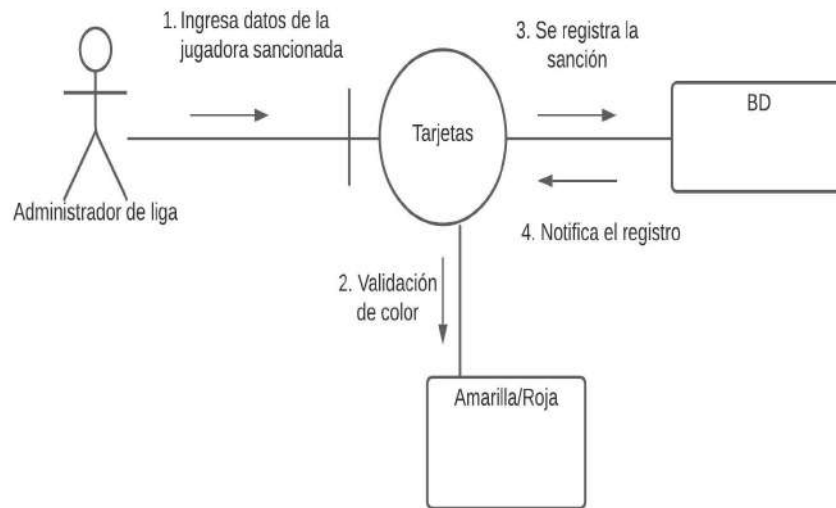 1. Ingresa datos de la
jugadora sancionada
3. Se registra la
sanción
BD
Tarjetas
Administrador de liga
4. Notifica el registro
2. Validación
de color
Amarilla/Roja